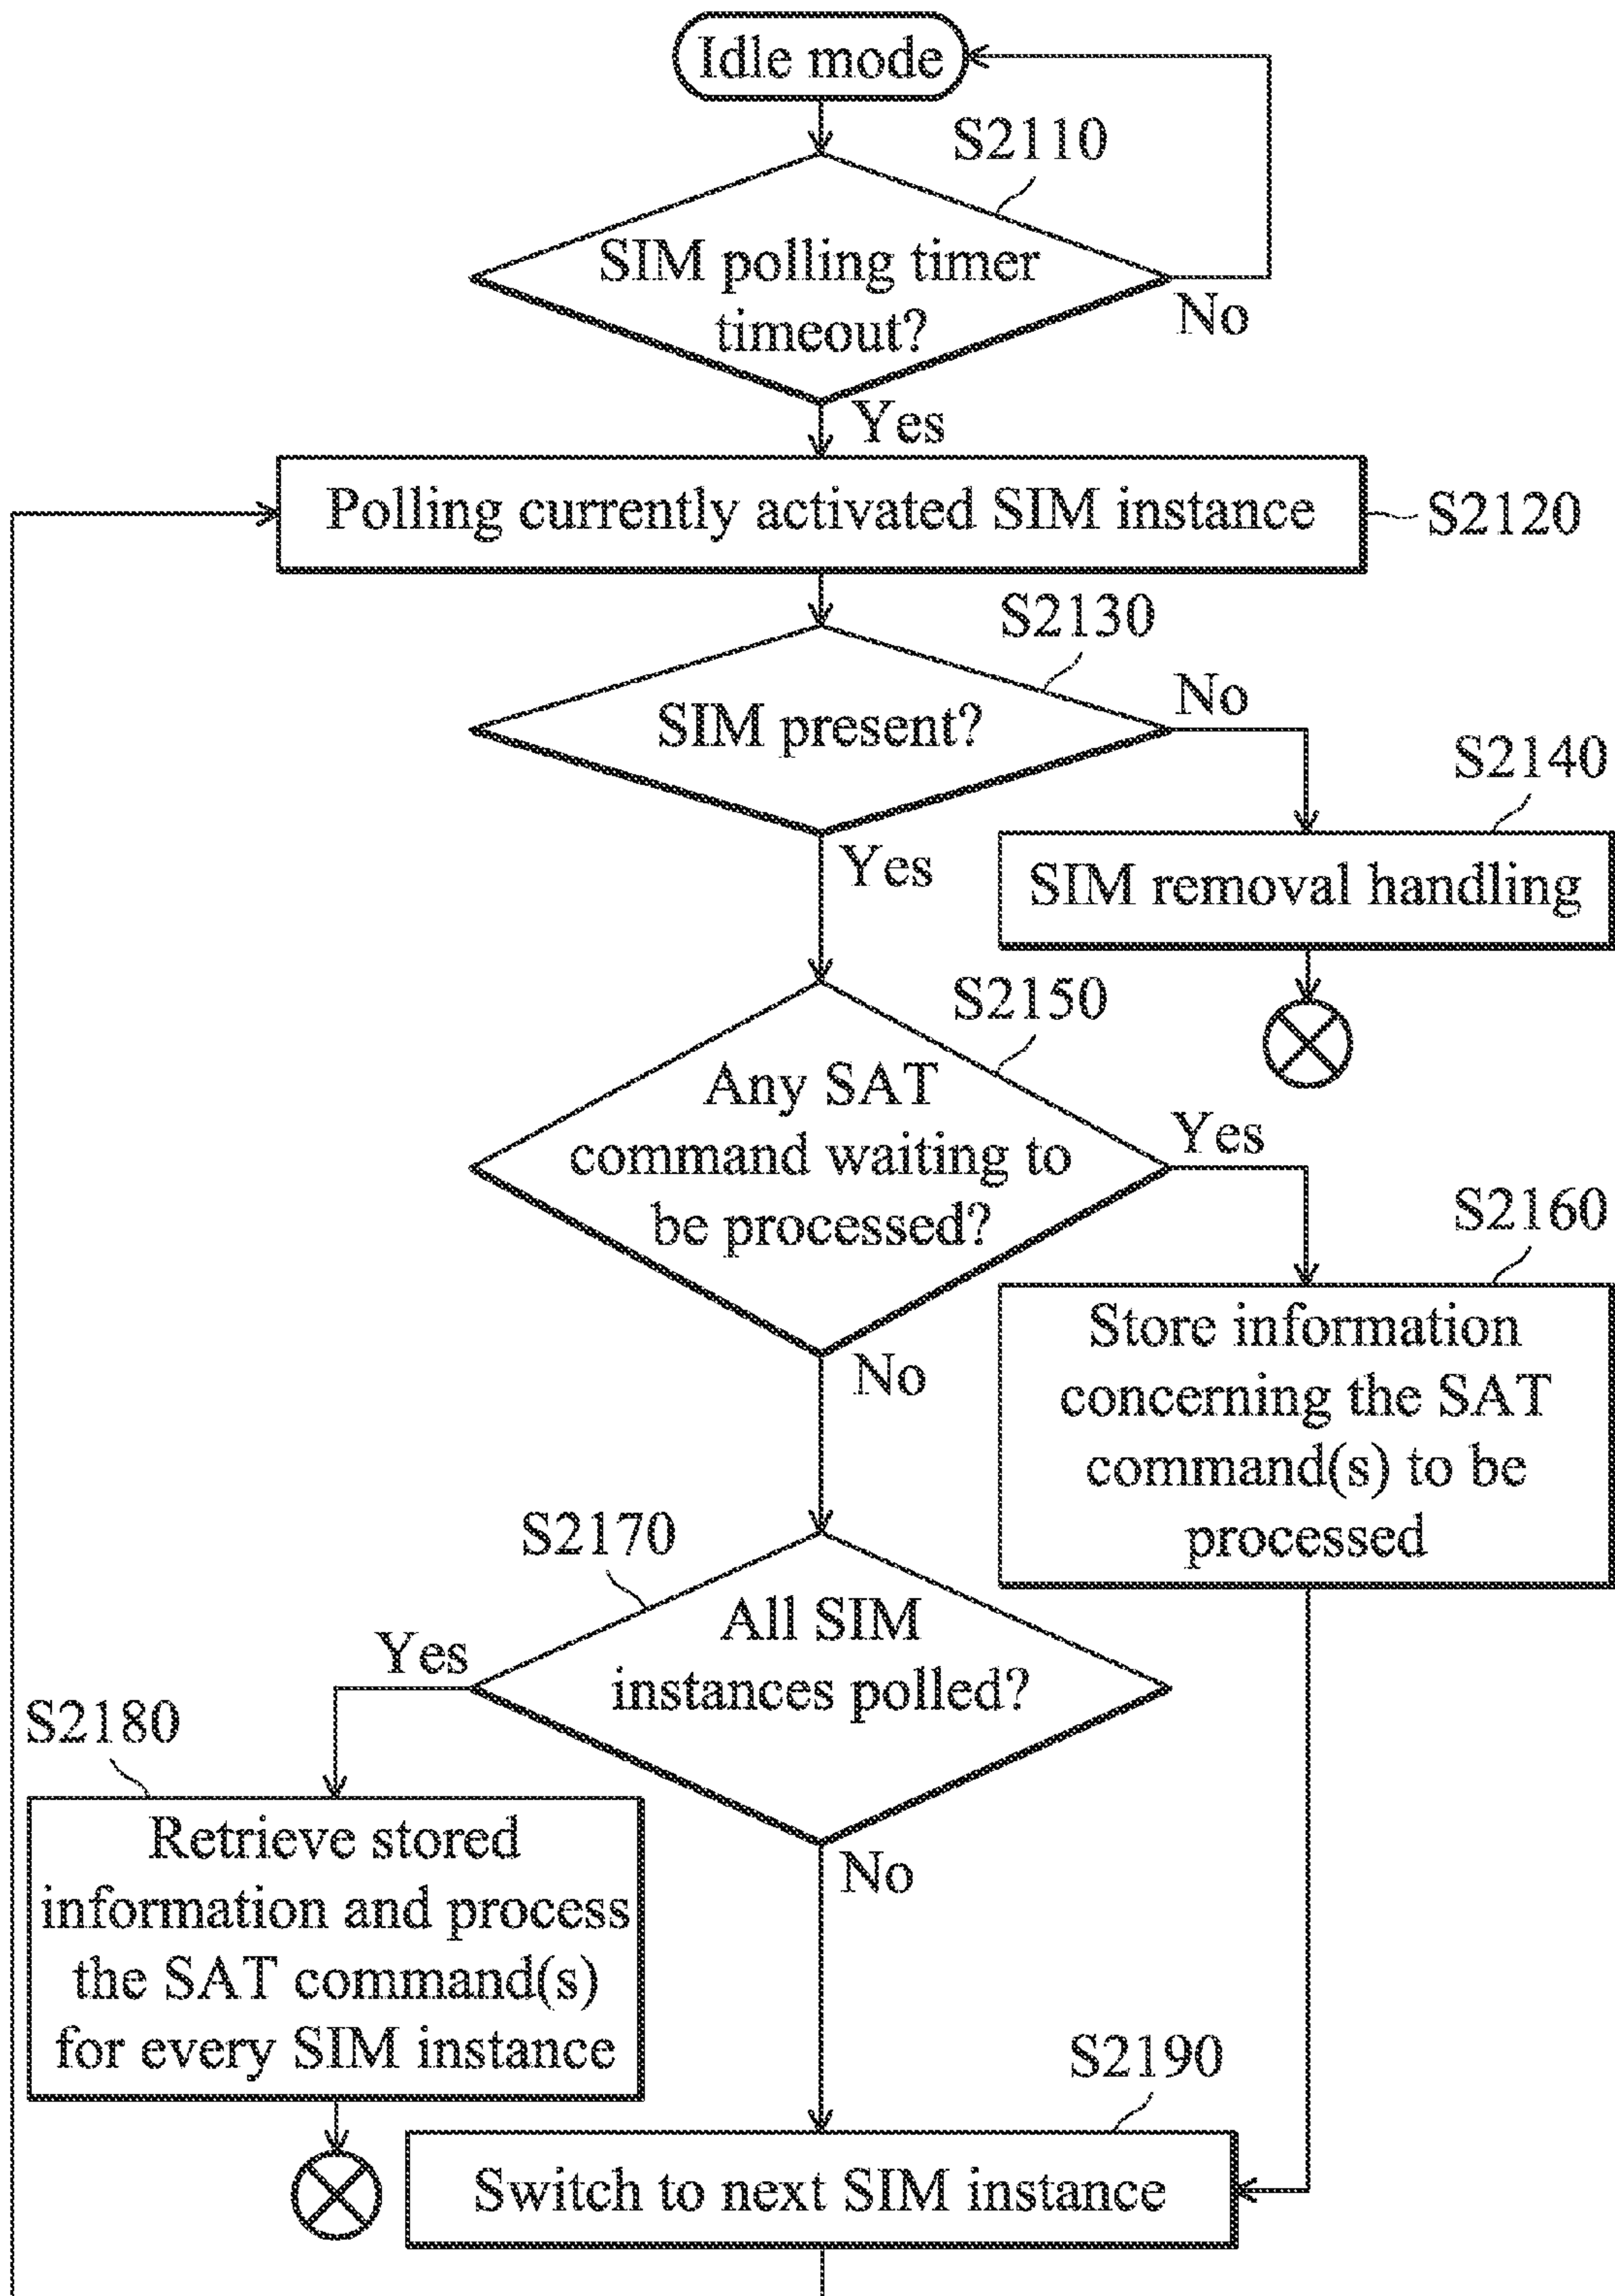 Idle mode
S2110
SIM polling timer
timeout?
No
Yes
Polling currently activated SIM instance
S2120
S2130
SIM present?
No
S2140
Yes
SIM removal handling
S2150
Any SAT
command waiting to
be processed?
Yes
S2160
No
Store information
concerning the SAT
command(s) to be
processed
S2170
All SIM
instances polled?
Yes
S2180
No
Retrieve stored
information and process
the SAT command(s)
for every SIM instance
S2190
Switch to next SIM instance